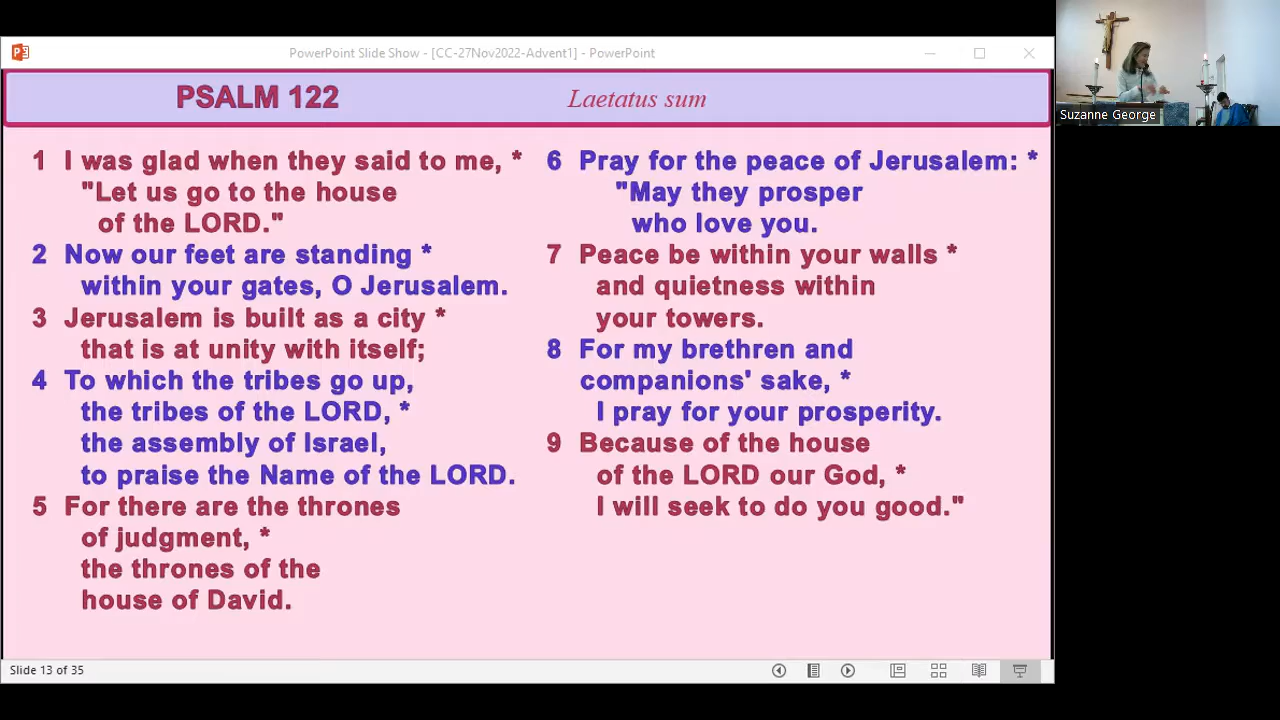 PowerPoint Slide Show - [CC-27Nov2022-Advent1] - PowerPoint
PSALM 122
Laetatus sum
1 I was glad when they said to me, *
"Let us go to the house
of the LORD."
2 Now our feet are standing *
within your gates, O Jerusalem.
3 Jerusalem is built as a city *
that is at unity with itself;
4 To which the tribes go up,
the tribes of the LORD, *
the assembly of Israel,
to praise the Name of the LORD.
5 For there are the thrones
of judgment, *
the thrones of the
house of David.
6 Pray for the peace of Jerusalem: *
"May they prosper
who love you.
7 Peace be within your walls *
and quietness within
your towers.
8 For my brethren and
companions' sake, *
I pray for your prosperity.
9 Because of the house
of the LORD our God, *
I will seek to do you good."
Slide 13 of 35
Suzanne George